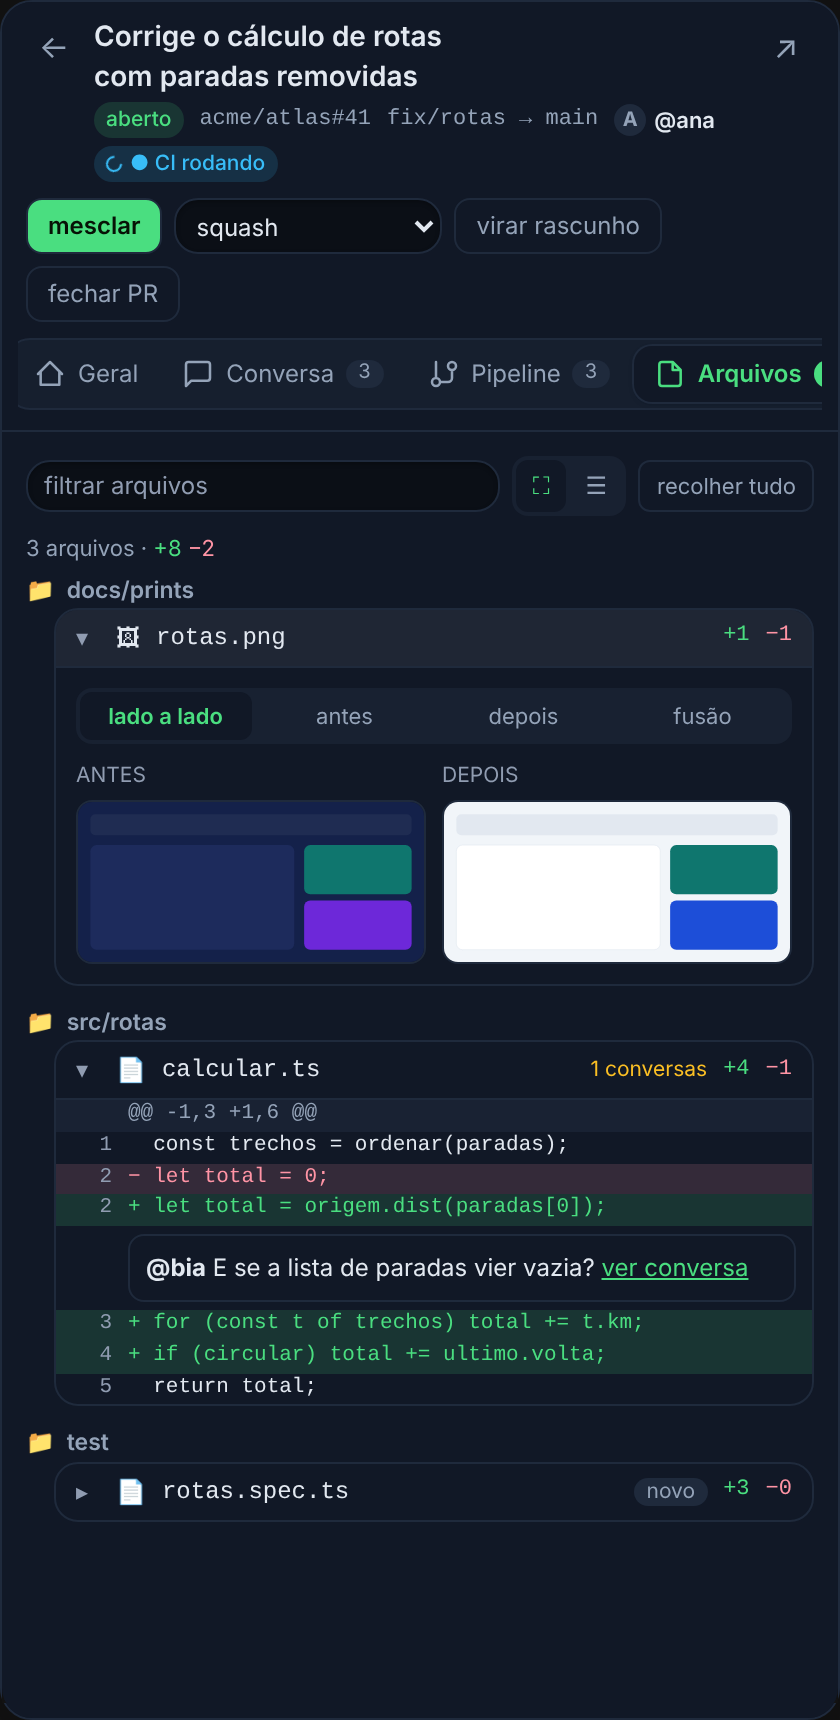 Corrige o cálculo de rotas
com paradas removidas
aberto acme/atlas#41 fix/rotas → main A @ana
CI rodando
mesclar squash virar rascunho
fechar PR
Geral Conversa 3 Pipeline 3 Arquivos
filtrar arquivos recolher tudo
3 arquivos · +8 −2
docs/prints
rotas.png +1 −1
lado a lado antes depois fusão
ANTES DEPOIS
src/rotas
calcular.ts 1 conversas +4 −1
@@ -1,3 +1,6 @@
1 const trechos = ordenar(paradas);
2 − let total = 0;
2 + let total = origem.dist(paradas[0]);
@bia E se a lista de paradas vier vazia? ver conversa
3 + for (const t of trechos) total += t.km;
4 + if (circular) total += ultimo.volta;
5 return total;
test
rotas.spec.ts novo +3 −0